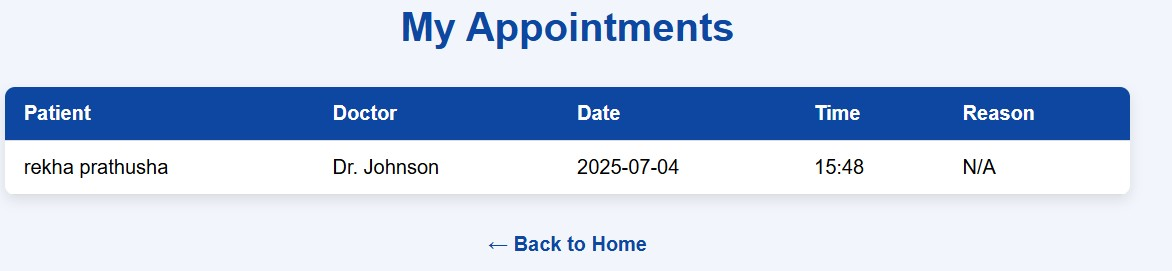 My Appointments
Patient Doctor Date Time Reason
rekha prathusha Dr. Johnson 2025-07-04 15:48 N/A
← Back to Home